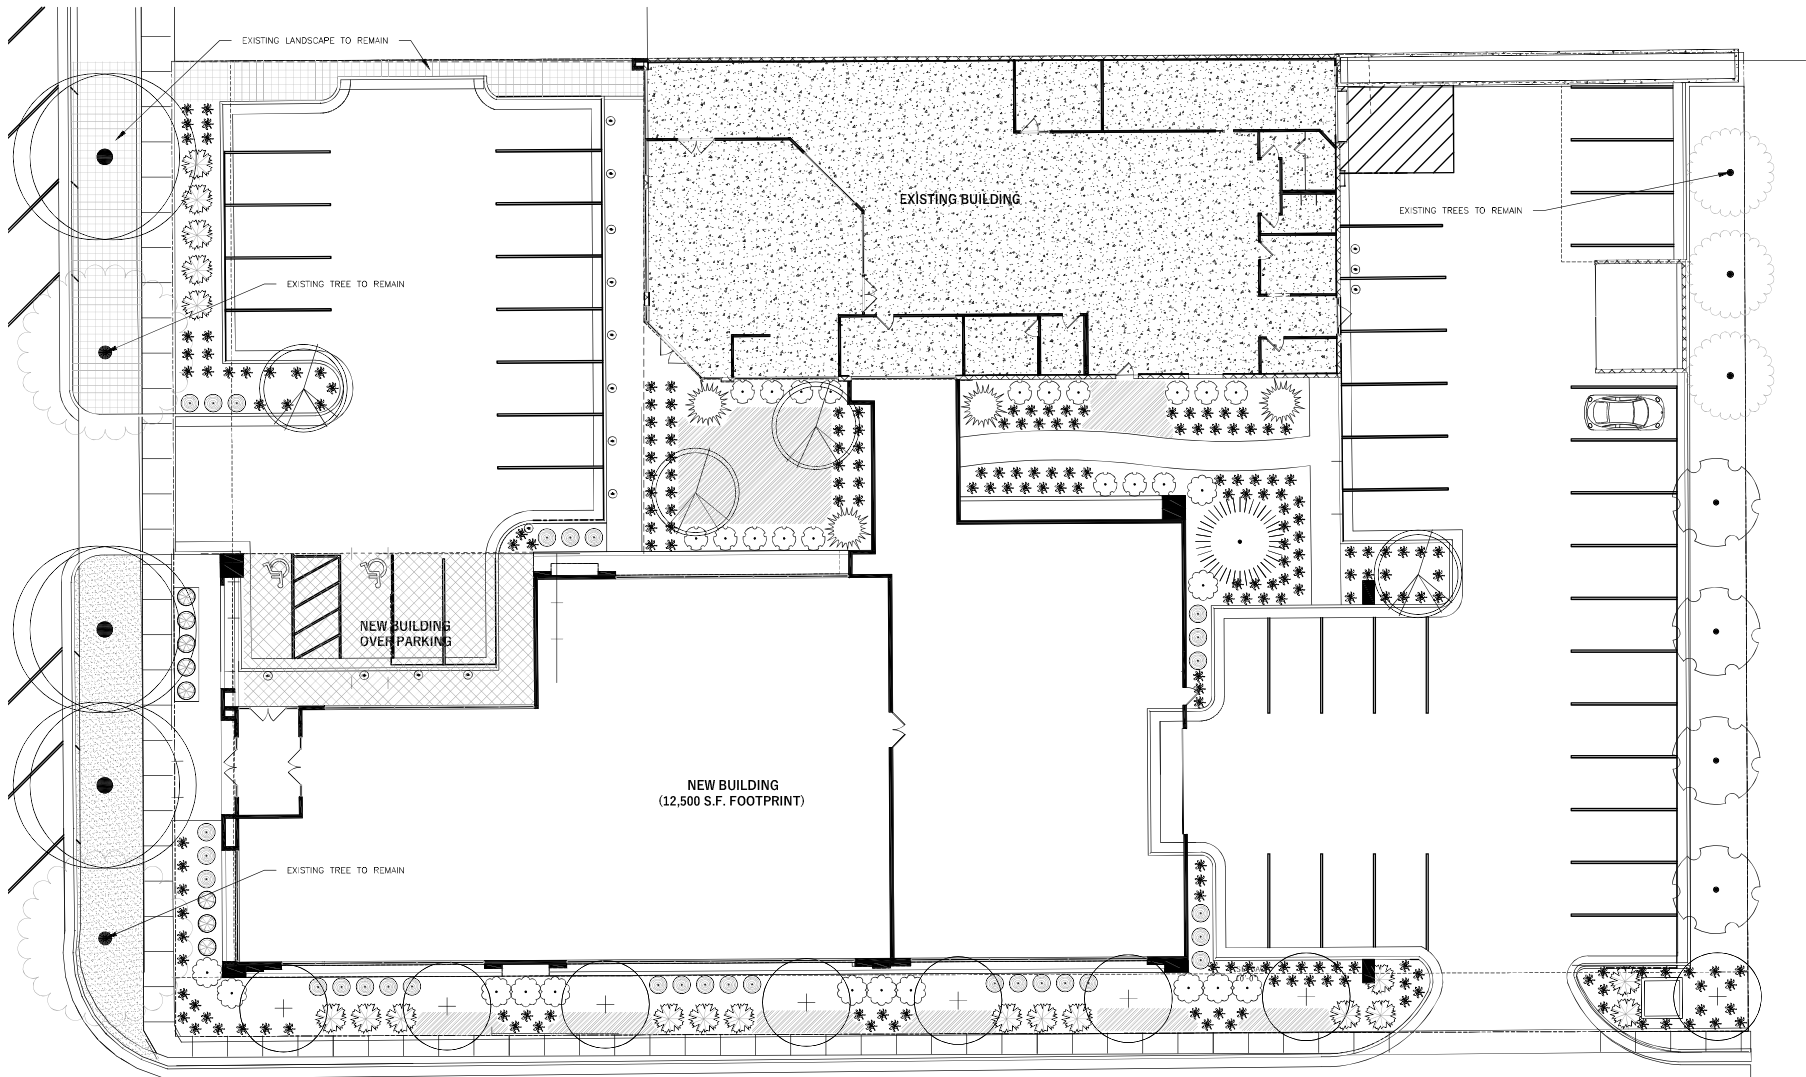 EXISTING LANDSCAPE TO REMAIN
EXISTING BUILDING
EXISTING TREES TO REMAIN
EXISTING TREE TO REMAIN
NEW BUILDING
OVER PARKING
NEW BUILDING
(12,500 S.F. FOOTPRINT)
EXISTING TREE TO REMAIN